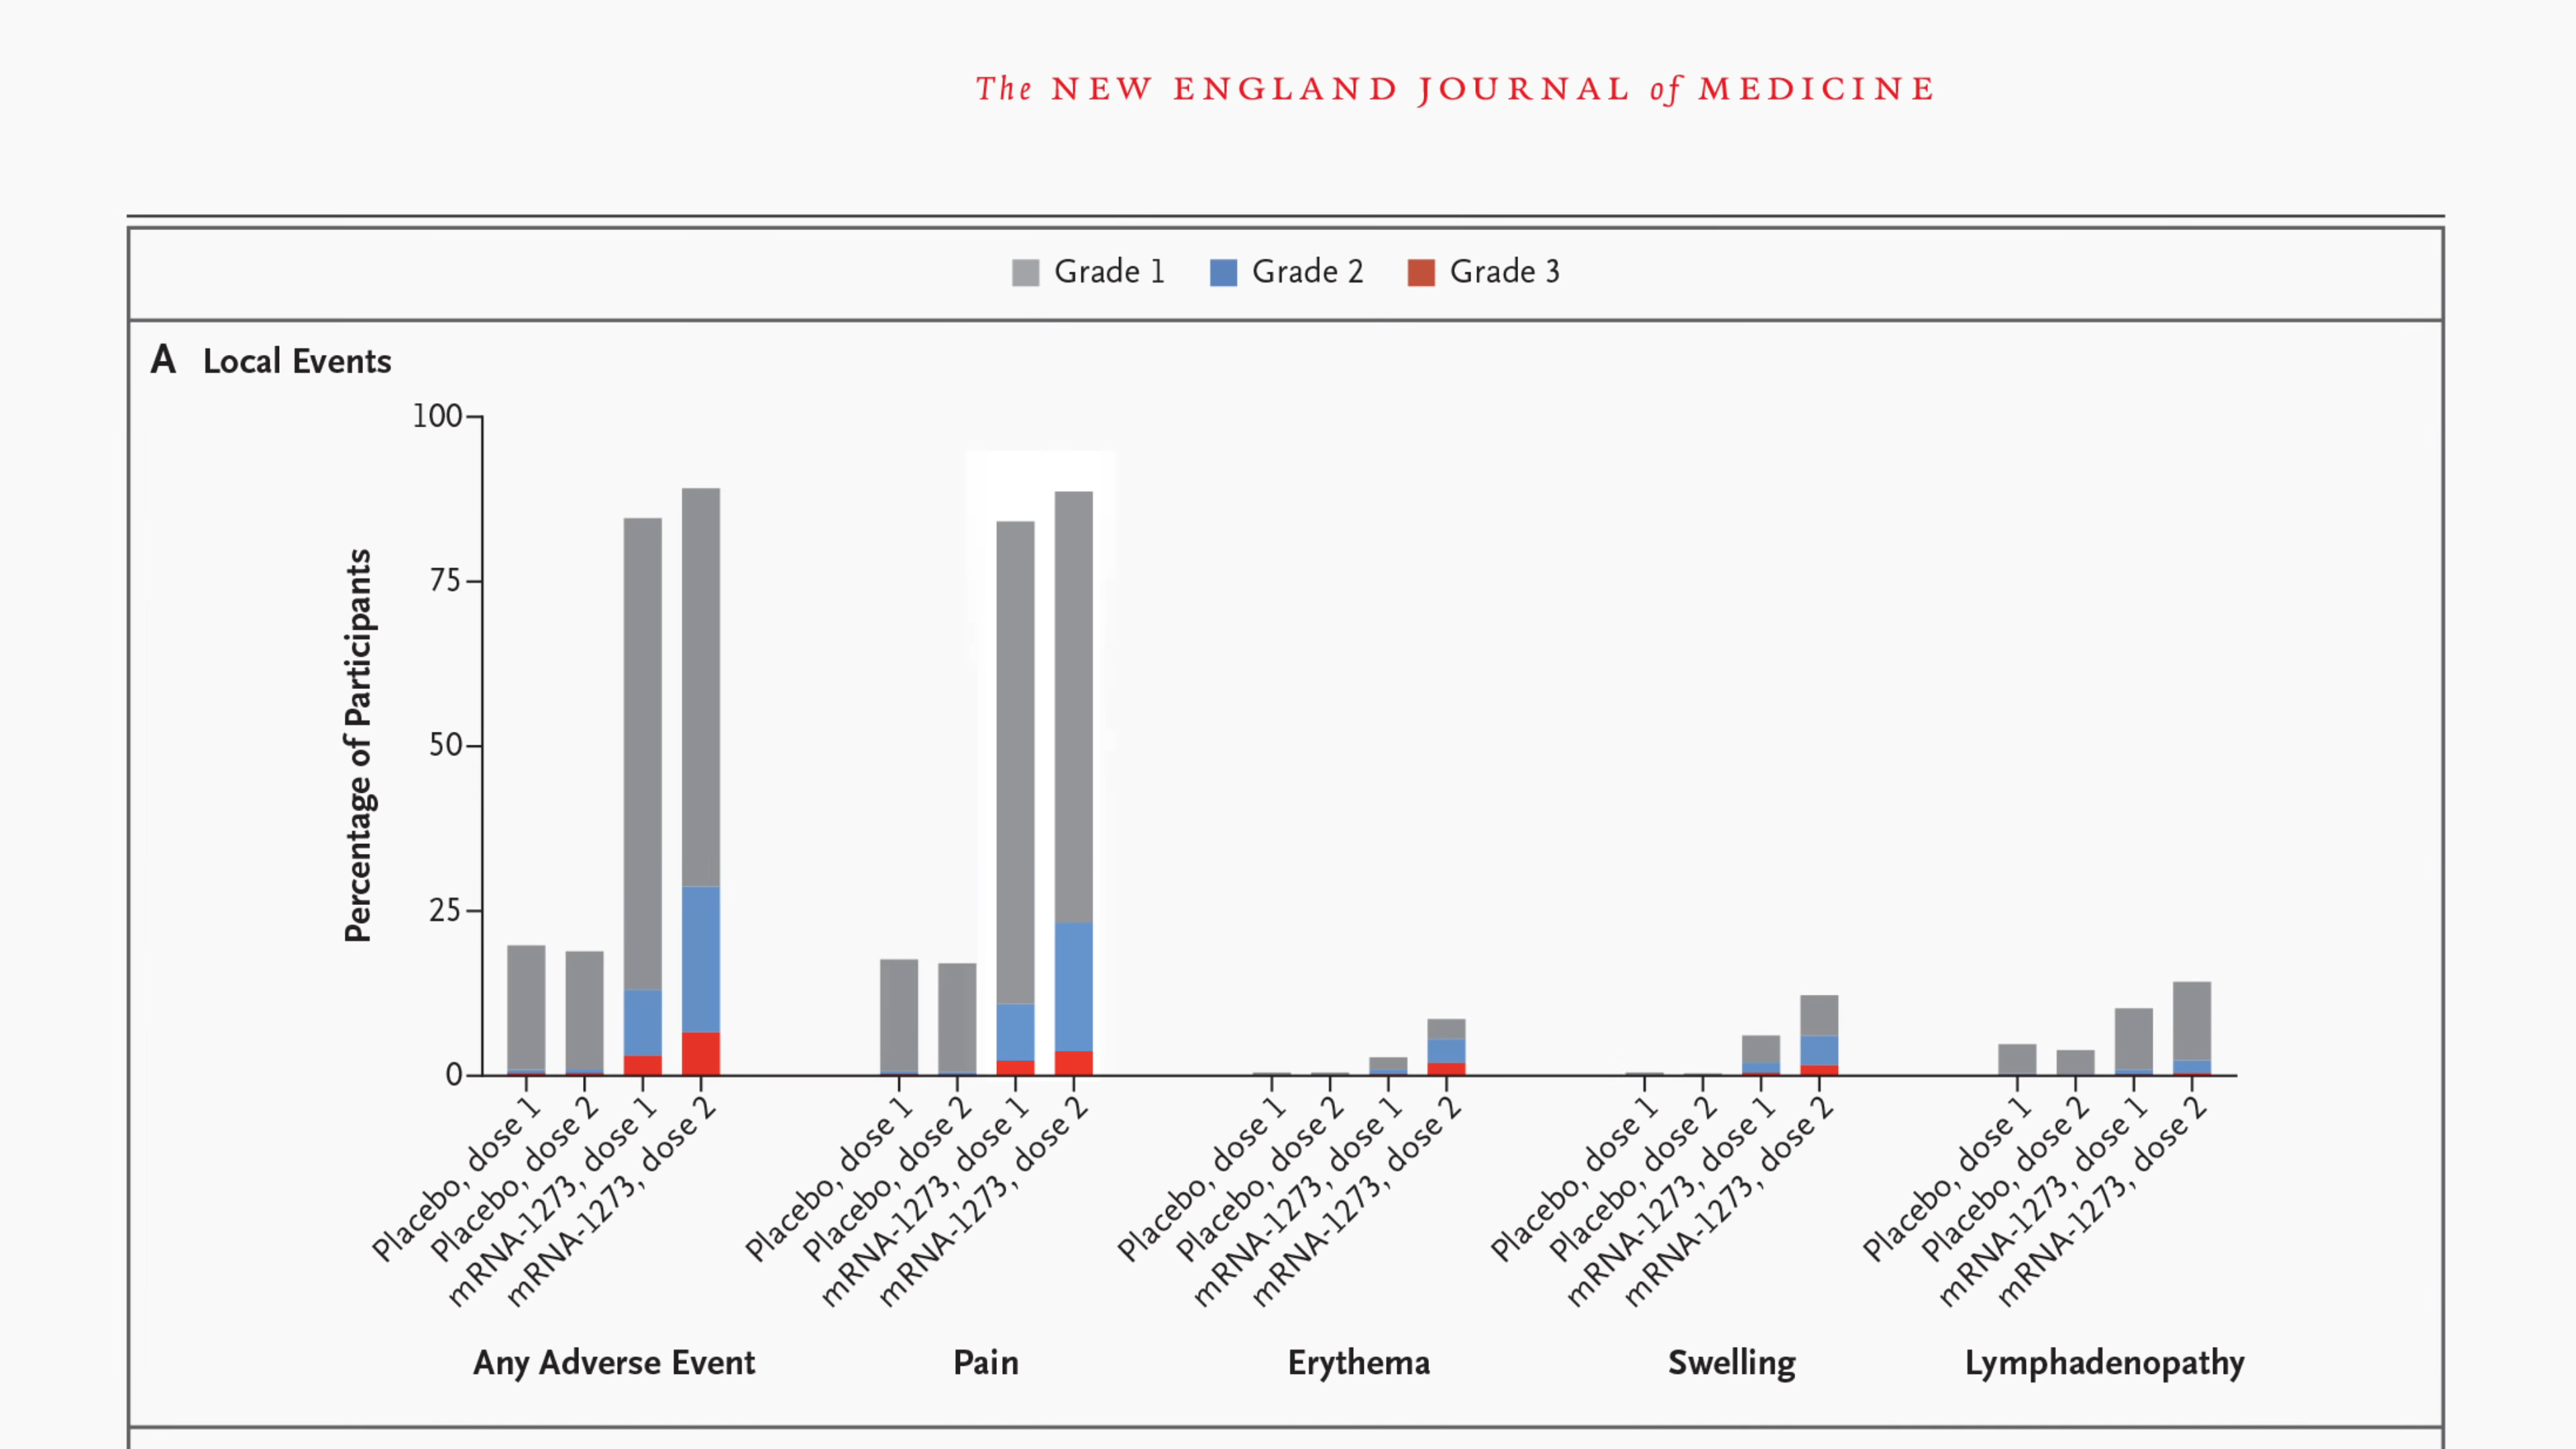 The NEW ENGLAND JOURNAL of MEDICINE
Grade 1 Grade 2 Grade 3
A Local Events
Percentage of Participants
100
75
50
25
0
Placebo, dose 1
Placebo, dose 2
mRNA-1273, dose 1
mRNA-1273, dose 2
Placebo, dose 1
Placebo, dose 2
mRNA-1273, dose 1
mRNA-1273, dose 2
Placebo, dose 1
Placebo, dose 2
mRNA-1273, dose 1
mRNA-1273, dose 2
Placebo, dose 1
Placebo, dose 2
mRNA-1273, dose 1
mRNA-1273, dose 2
Placebo, dose 1
Placebo, dose 2
mRNA-1273, dose 1
mRNA-1273, dose 2
Any Adverse Event Pain Erythema Swelling Lymphadenopathy